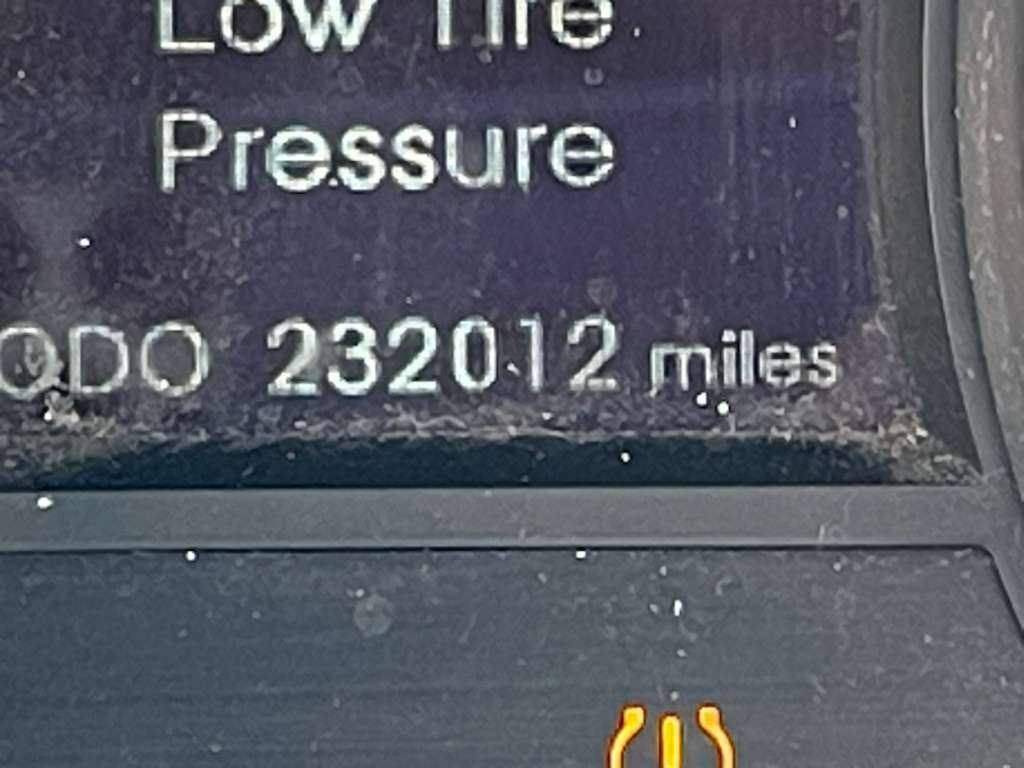 Low Tire
Pressure
ODO 232012 miles